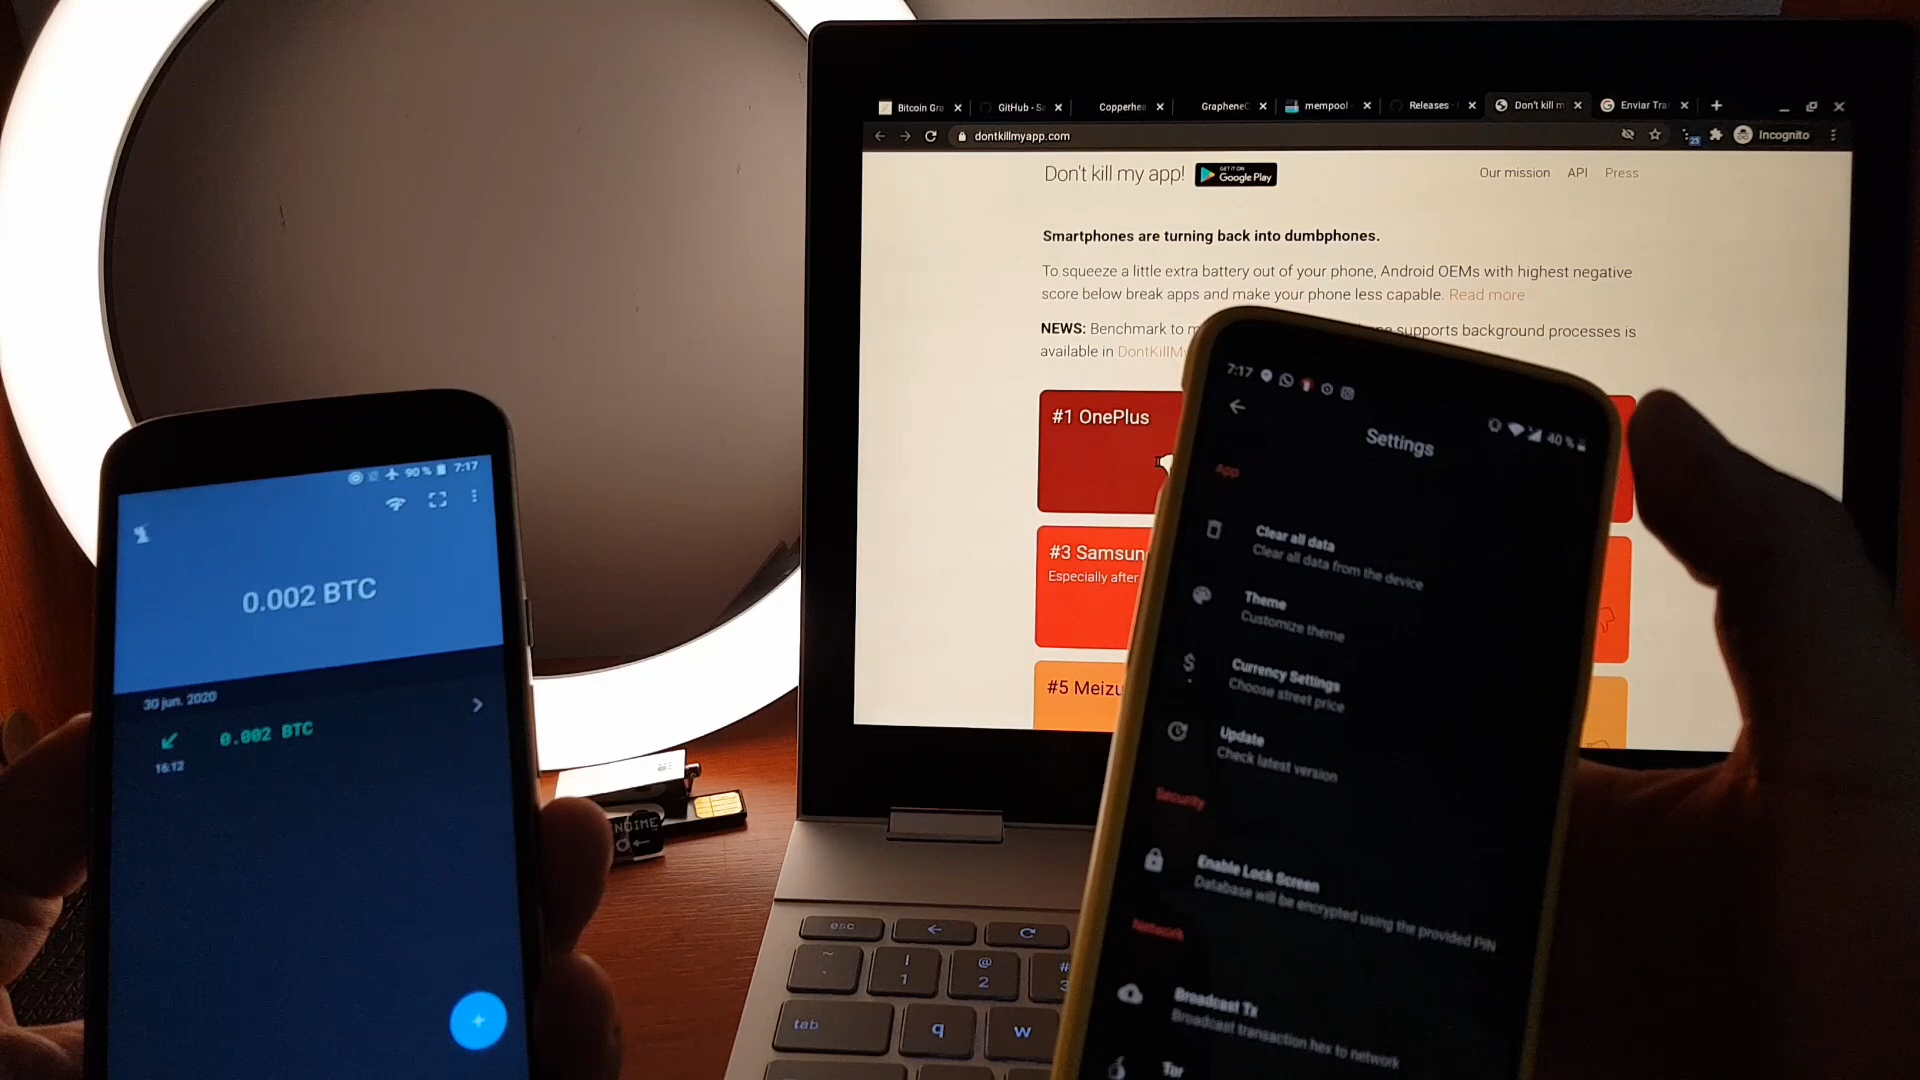 Bitcoin Gra
GitHub - S
Copperhe
Graphene
mempool
Releases
Don't kill m
Enviar Tra
dontkillmyapp.com
23
Incognito
Don't kill my app!
GET IT ON
Google Play
Our mission
API
Press
Smartphones are turning back into dumbphones.
To squeeze a little extra battery out of your phone, Android OEMs with highest negative
score below break apps and make your phone less capable. Read more
NEWS: Benchmark to m
supports background processes is
available in DontKillM
#1 OnePlus
#3 Samsun
Especially after
#5 Meizu
90 %
7:17
0.002 BTC
30 jun. 2020
0.002 BTC
16:12
7:17
40 %
Settings
App
Clear all data
Clear all data from the device
Theme
Customize theme
Currency Settings
Choose street price
Update
Check latest version
Security
Enable Lock Screen
Database will be encrypted using the provided PIN
Network
Broadcast Tx
Broadcast transaction hex to network
Tor
esc
~
!
1
@
2
#
3
tab
q
w